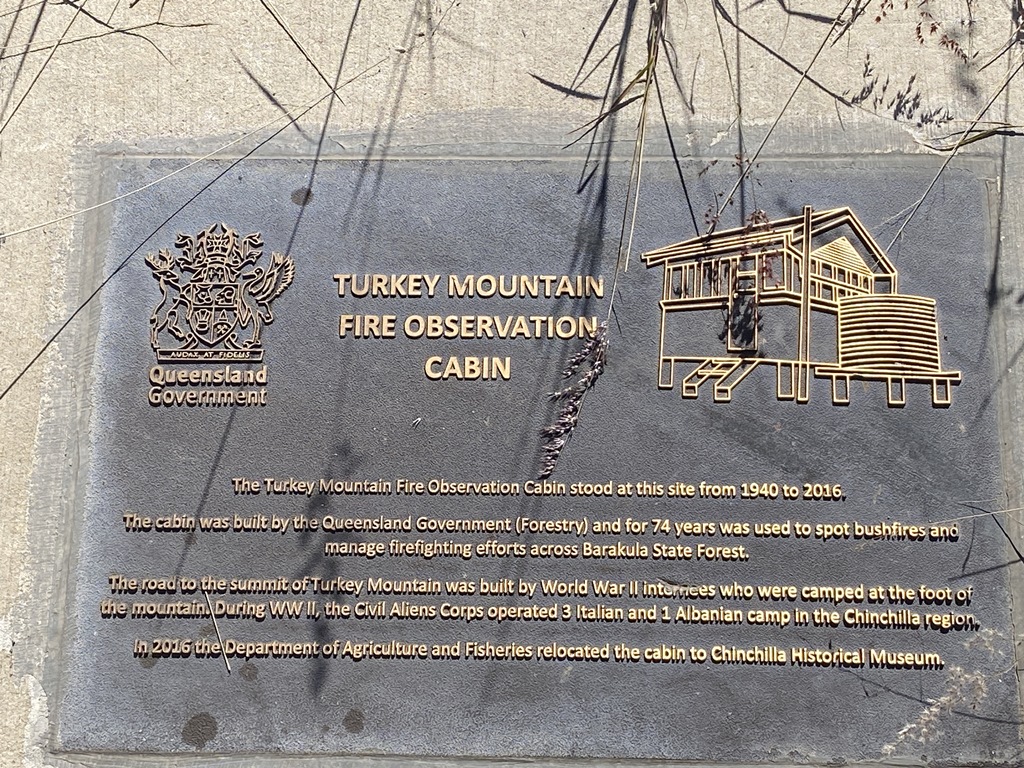 AUDAX AT FIDELIS
Queensland
Government
TURKEY MOUNTAIN
FIRE OBSERVATION
CABIN
The Turkey Mountain Fire Observation Cabin stood at this site from 1940 to 2016.
The cabin was built by the Queensland Government (Forestry) and for 74 years was used to spot bushfires and
manage firefighting efforts across Barakula State Forest.
The road to the summit of Turkey Mountain was built by World War II internees who were camped at the foot of
the mountain. During WW II, the Civil Aliens Corps operated 3 Italian and 1 Albanian camp in the Chinchilla region.
In 2016 the Department of Agriculture and Fisheries relocated the cabin to Chinchilla Historical Museum.